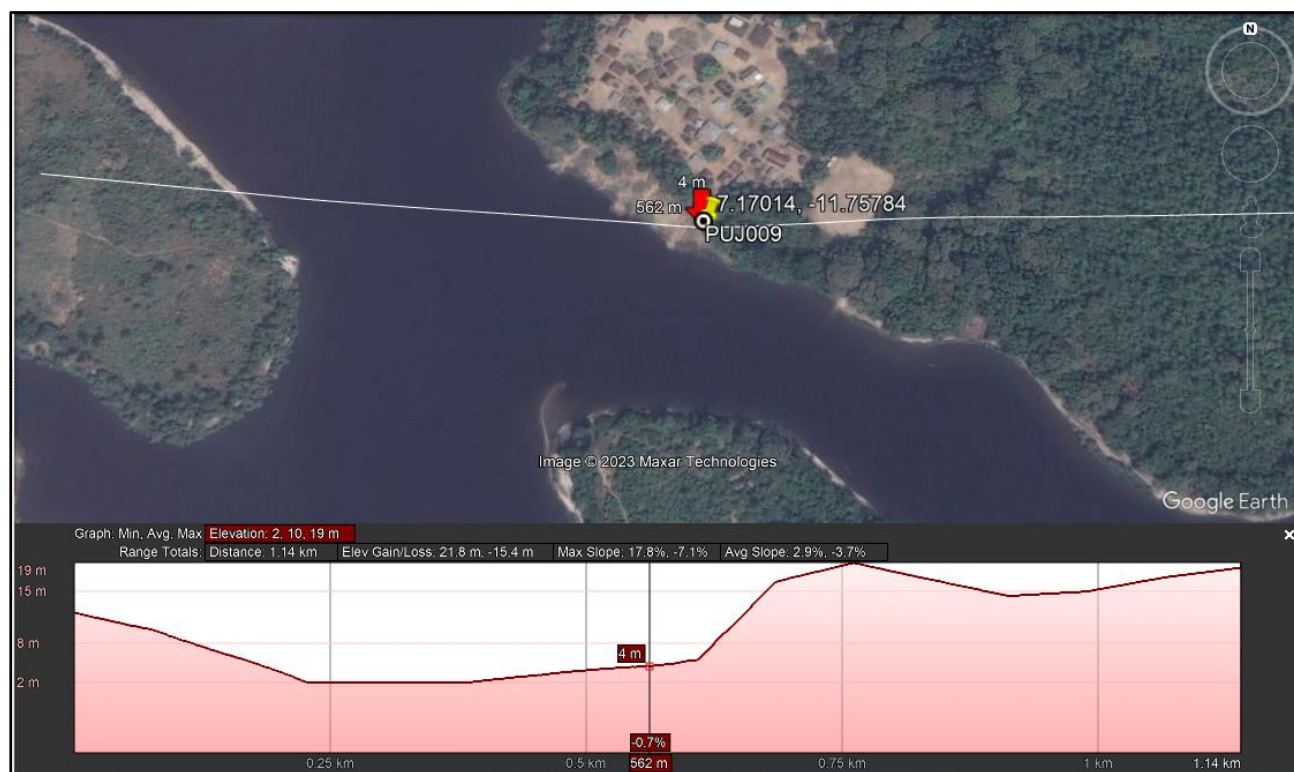 N
4 m
562 m
7.17014, -11.75784
PUJ009
Image © 2023 Maxar Technologies
Google Earth
Graph: Min, Avg, Max Elevation: 2, 10, 19 m
Range Totals: Distance: 1.14 km Elev Gain/Loss: 21.8 m, -15.4 m Max Slope: 17.8%, -7.1% Avg Slope: 2.9%, -3.7%
19 m
15 m
8 m
4 m
2 m
-0.7%
0.25 km 0.5 km 562 m 0.75 km 1 km 1.14 km